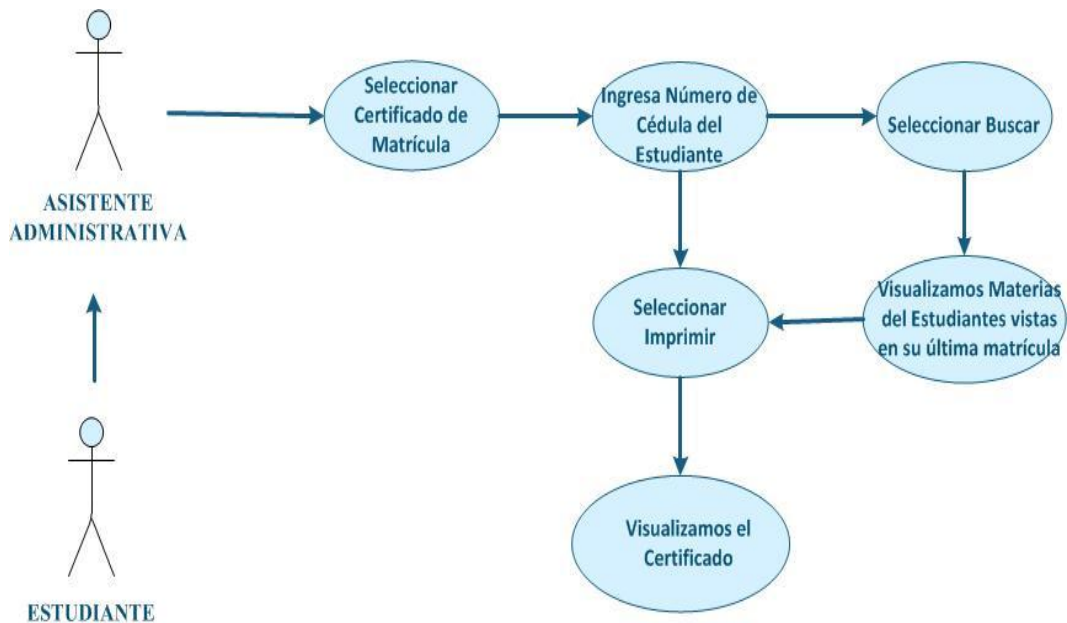 Seleccionar
Certificado de
Matrícula
Ingresa Número de
Cédula del
Estudiante
Seleccionar Buscar
ASISTENTE
ADMINISTRATIVA
Seleccionar
Imprimir
Visualizamos Materias
del Estudiantes vistas
en su última matrícula
Visualizamos el
Certificado
ESTUDIANTE